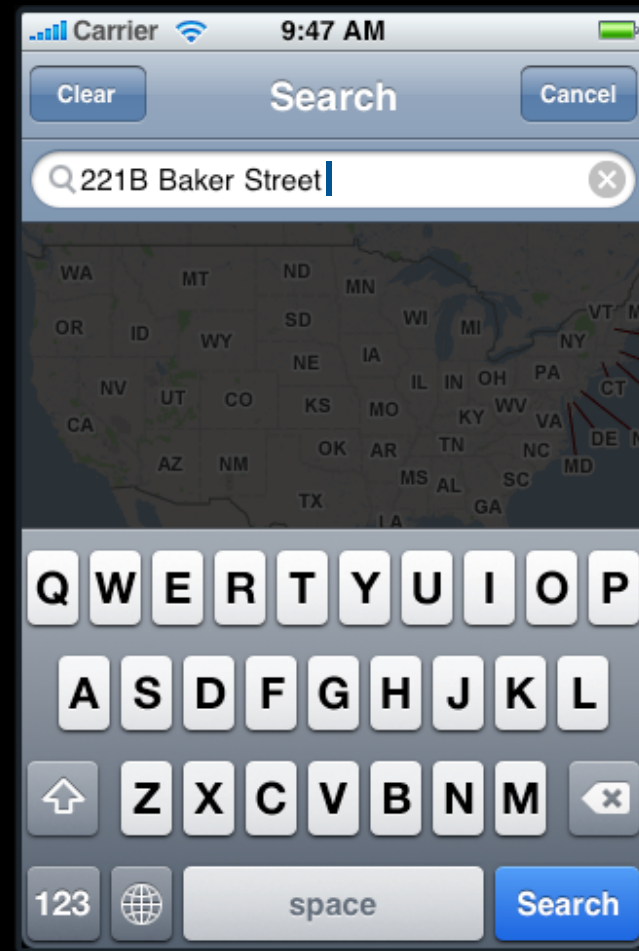 Carrier 9:47 AM
Clear Search Cancel
221B Baker Street
WA MT ND MN
OR ID WY SD WI MI NY VT
NV UT CO NE IA IL IN OH PA CT
CA KS MO KY WV VA
AZ NM OK AR TN NC MD DE
TX MS AL SC
LA GA
Q W E R T Y U I O P
A S D F G H J K L
Z X C V B N M
123 space Search